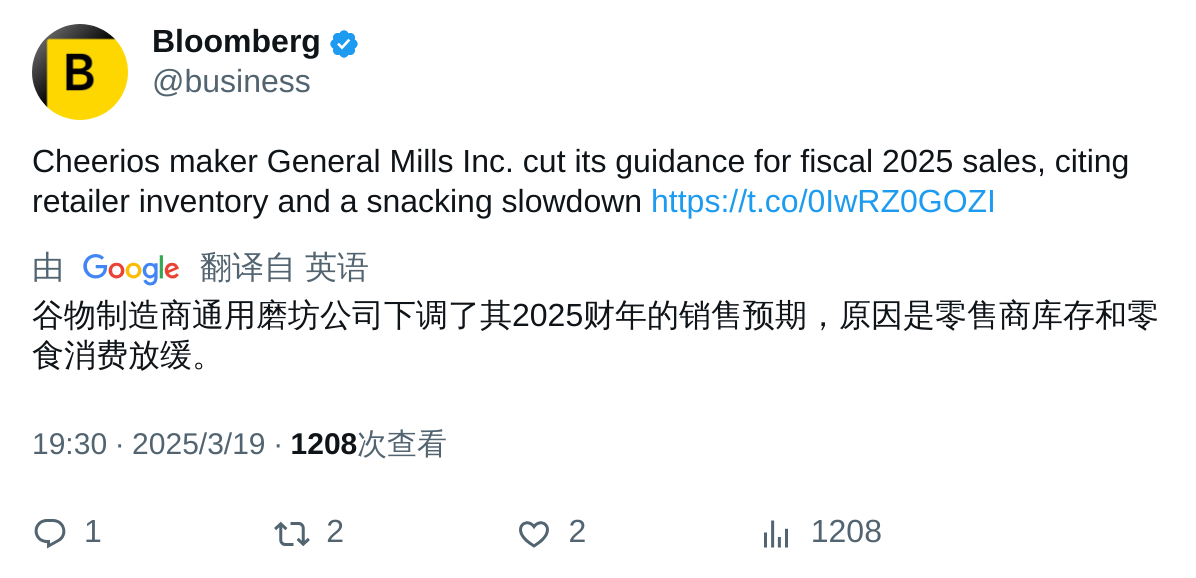 B
Bloomberg
@business
Cheerios maker General Mills Inc. cut its guidance for fiscal 2025 sales, citing
retailer inventory and a snacking slowdown https://t.co/0IwRZ0GOZI
由 Google 翻译自 英语
谷物制造商通用磨坊公司下调了其2025财年的销售预期，原因是零售商库存和零
食消费放缓。
19:30 · 2025/3/19 · 1208次查看
1 2 2 1208